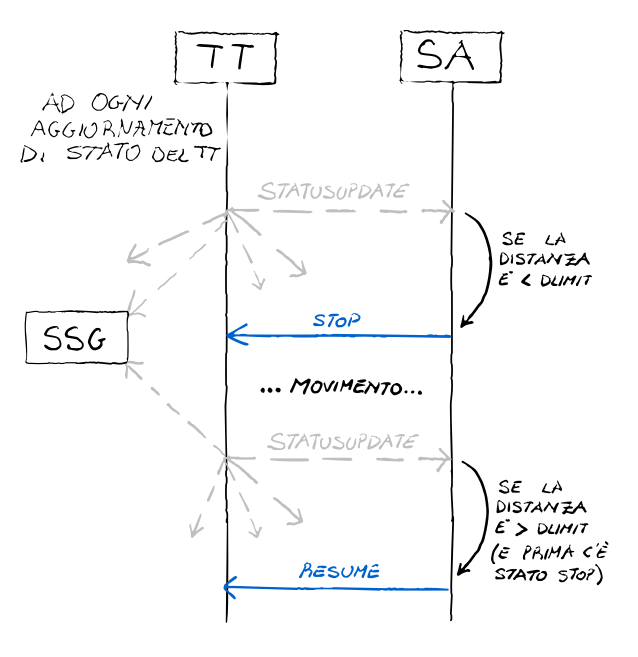 TT
SA
AD OGNI
AGGIORNAMENTO
DI STATO DEL TT
STATUSUPDATE
SE LA
DISTANZA
E' < DLIMIT
STOP
SSG
... MOVIMENTO...
STATUSUPDATE
SE LA
DISTANZA
E' > DLIMIT
(E PRIMA C'È
STATO STOP)
RESUME